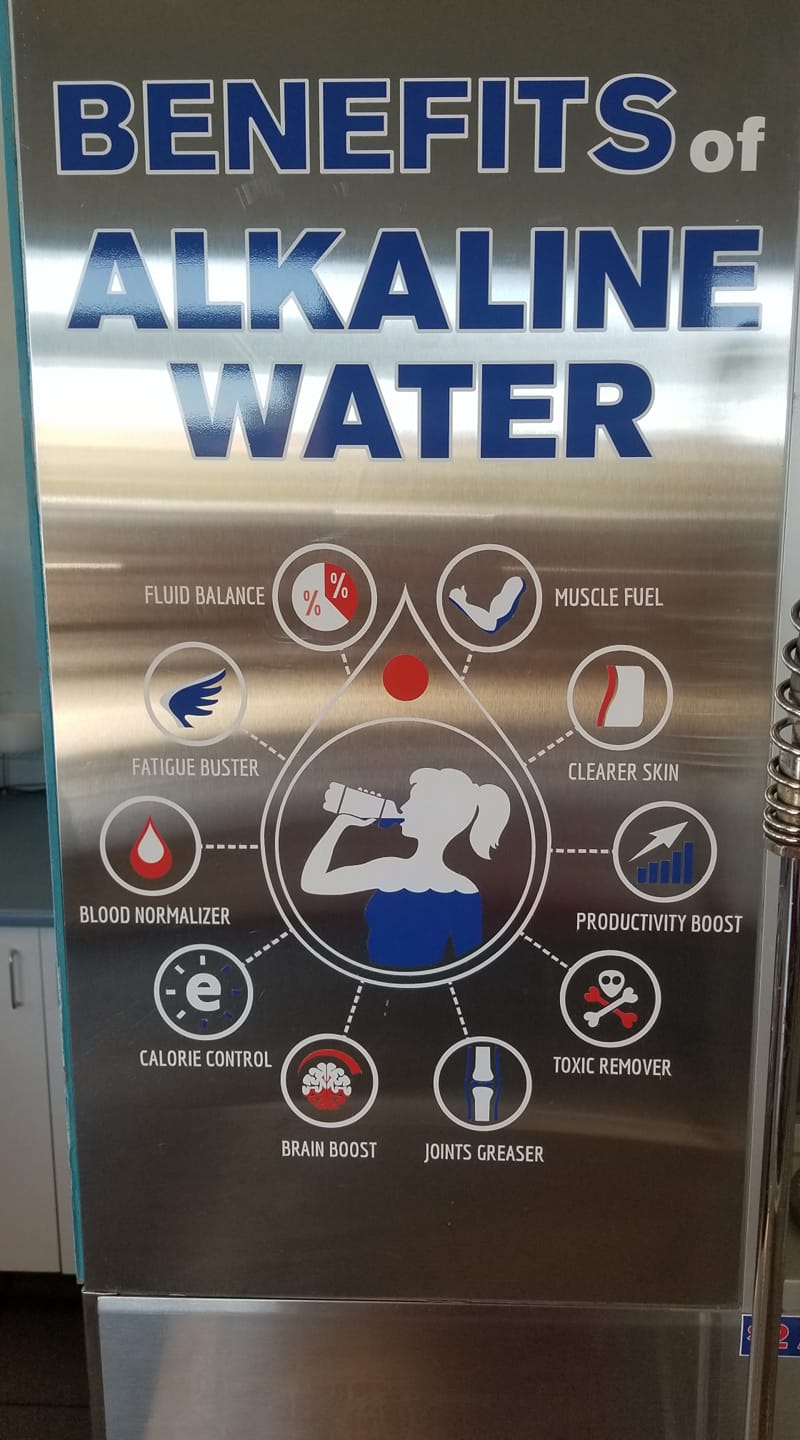 BENEFITS of
ALKALINE
WATER
FLUID BALANCE
% %
MUSCLE FUEL
FATIGUE BUSTER
CLEARER SKIN
BLOOD NORMALIZER
PRODUCTIVITY BOOST
e
CALORIE CONTROL
TOXIC REMOVER
BRAIN BOOST
JOINTS GREASER